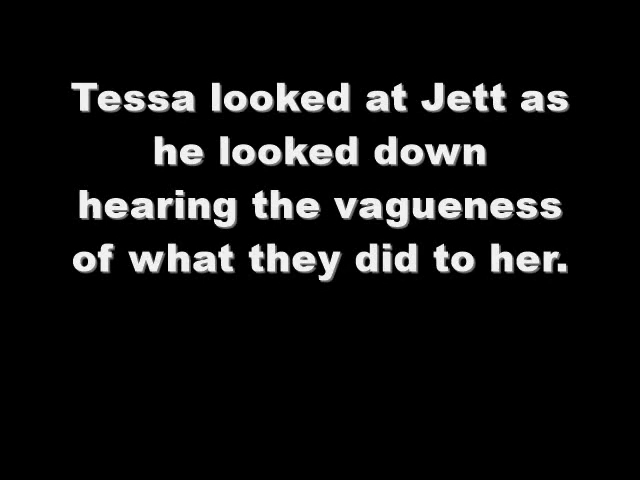 Tessa looked at Jett as
he looked down
hearing the vagueness
of what they did to her.